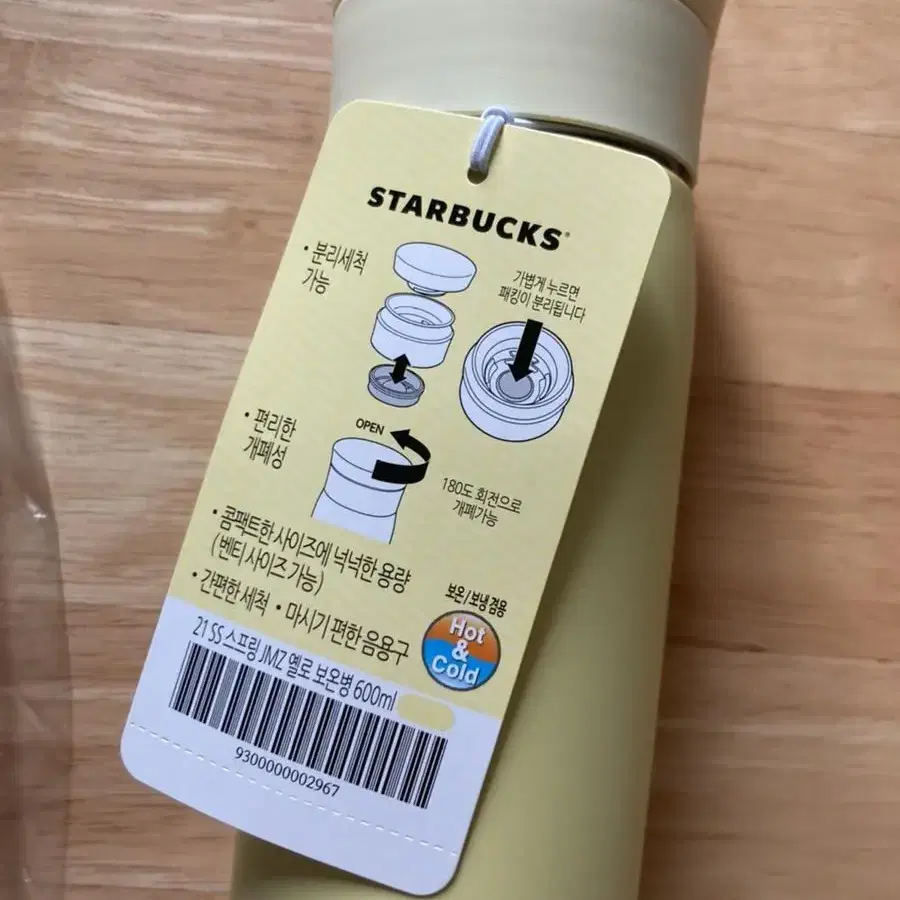 STARBUCKS®
• 분리세척
가능
가볍게 누르면
패킹이 분리됩니다
• 편리한
개폐성
OPEN
180도 회전으로
개폐가능
• 콤팩트한 사이즈에 넉넉한 용량
(벤티 사이즈 가능)
• 간편한 세척 • 마시기 편한 음용구
보온/보냉 겸용
Hot
&
Cold
21 SS 스프링 JMZ 옐로 보온병 600ml
9300000002967